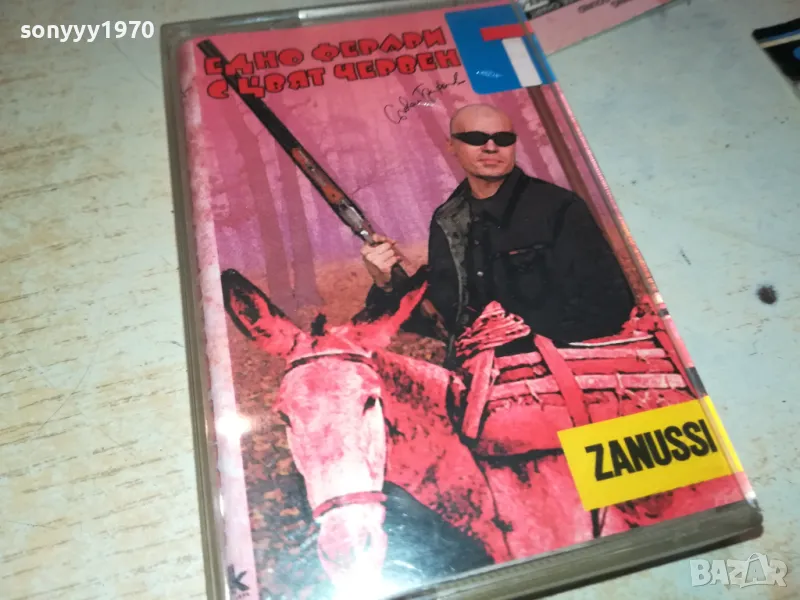 sonyyy1970
ЕДНО ФЕРАРИ
С ЦВЯТ ЧЕРВЕН
ZANUSSI
K
BAZAR